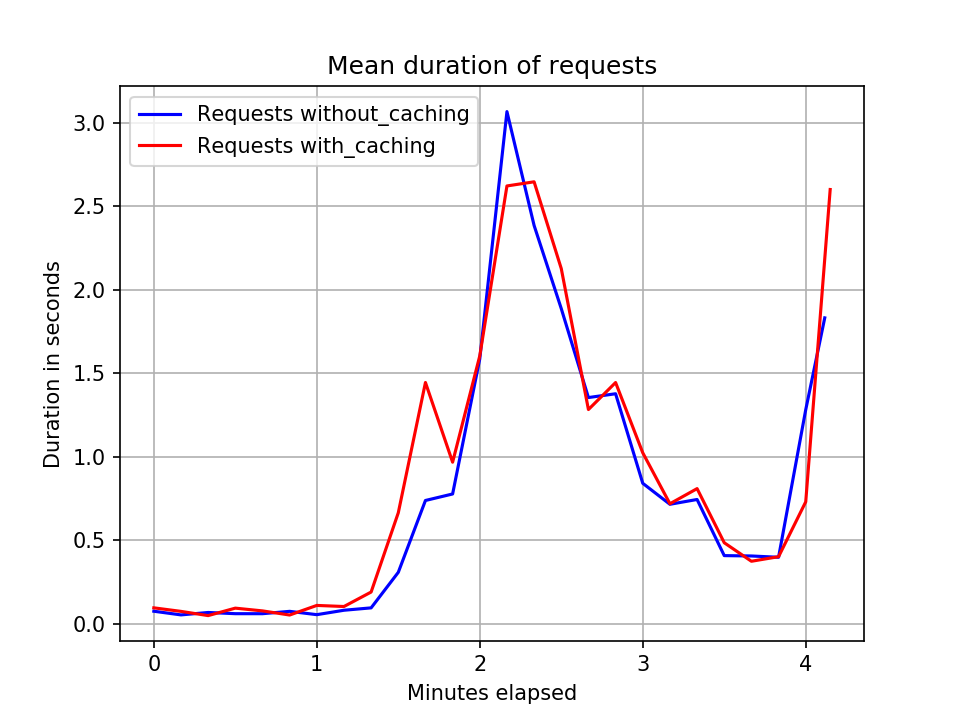 Mean duration of requests
Requests without_caching
Requests with_caching
3.0
2.5
2.0
1.5
1.0
0.5
0.0
Duration in seconds
0 1 2 3 4
Minutes elapsed